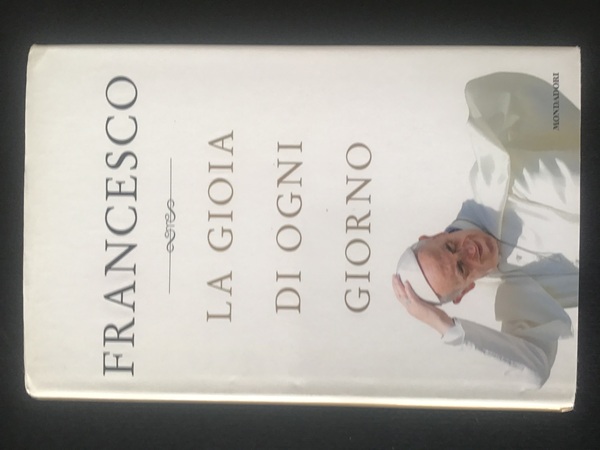 FRANCESCO
LA GIOIA
DI OGNI
GIORNO
MONDADORI